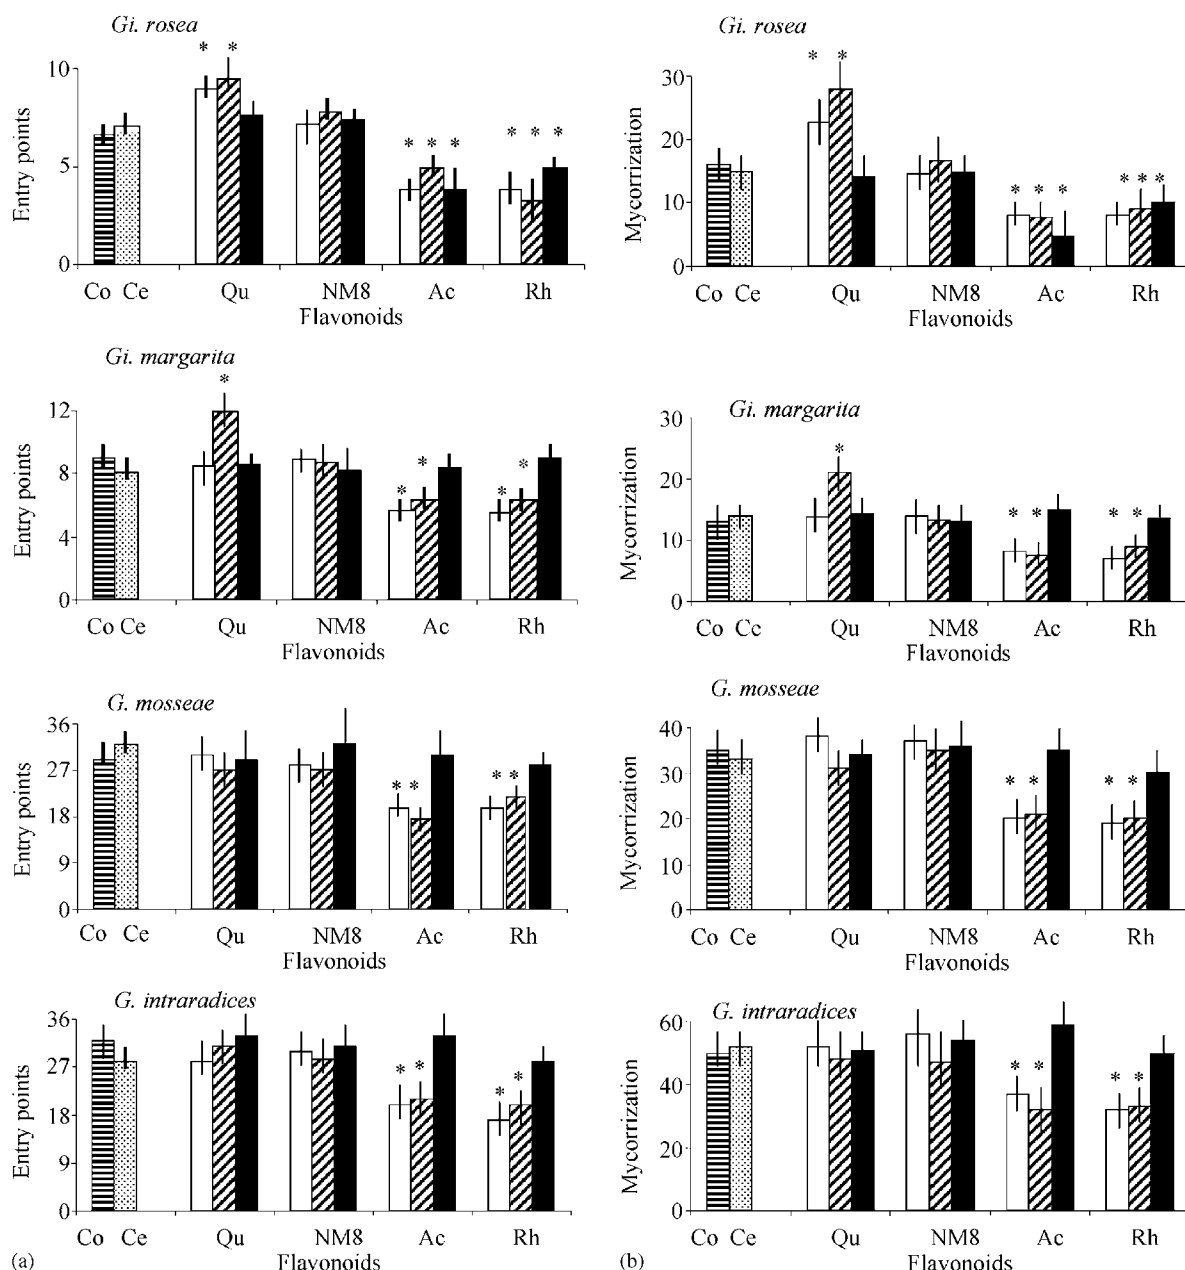 Gi. rosea
* *
* * *
* * *
Entry points
10
5
0
Co Ce Qu NM8 Ac Rh
Flavonoids
Gi. margarita
*
* *
* *
Entry points
12
8
4
0
Co Ce Qu NM8 Ac Rh
Flavonoids
G. mosseae
* * * *
Entry points
36
27
18
9
0
Co Ce Qu NM8 Ac Rh
Flavonoids
G. intraradices
* * * *
Entry points
36
27
18
9
0
Co Ce Qu NM8 Ac Rh
Flavonoids
(a)
Gi. rosea
* *
* * * * * *
Mycorrization
30
20
10
0
Co Ce Qu NM8 Ac Rh
Flavonoids
Gi. margarita
*
* * * *
Mycorrization
30
20
10
0
Co Cc Qu NM8 Ac Rh
Flavonoids
G. mosseae
* * * *
Mycorrization
40
30
20
10
0
Co Ce Qu NM8 Ac Rh
Flavonoids
G. intraradices
* * * *
Mycorrization
60
40
20
0
Co Ce Qu NM8 Ac Rh
Flavonoids
(b)